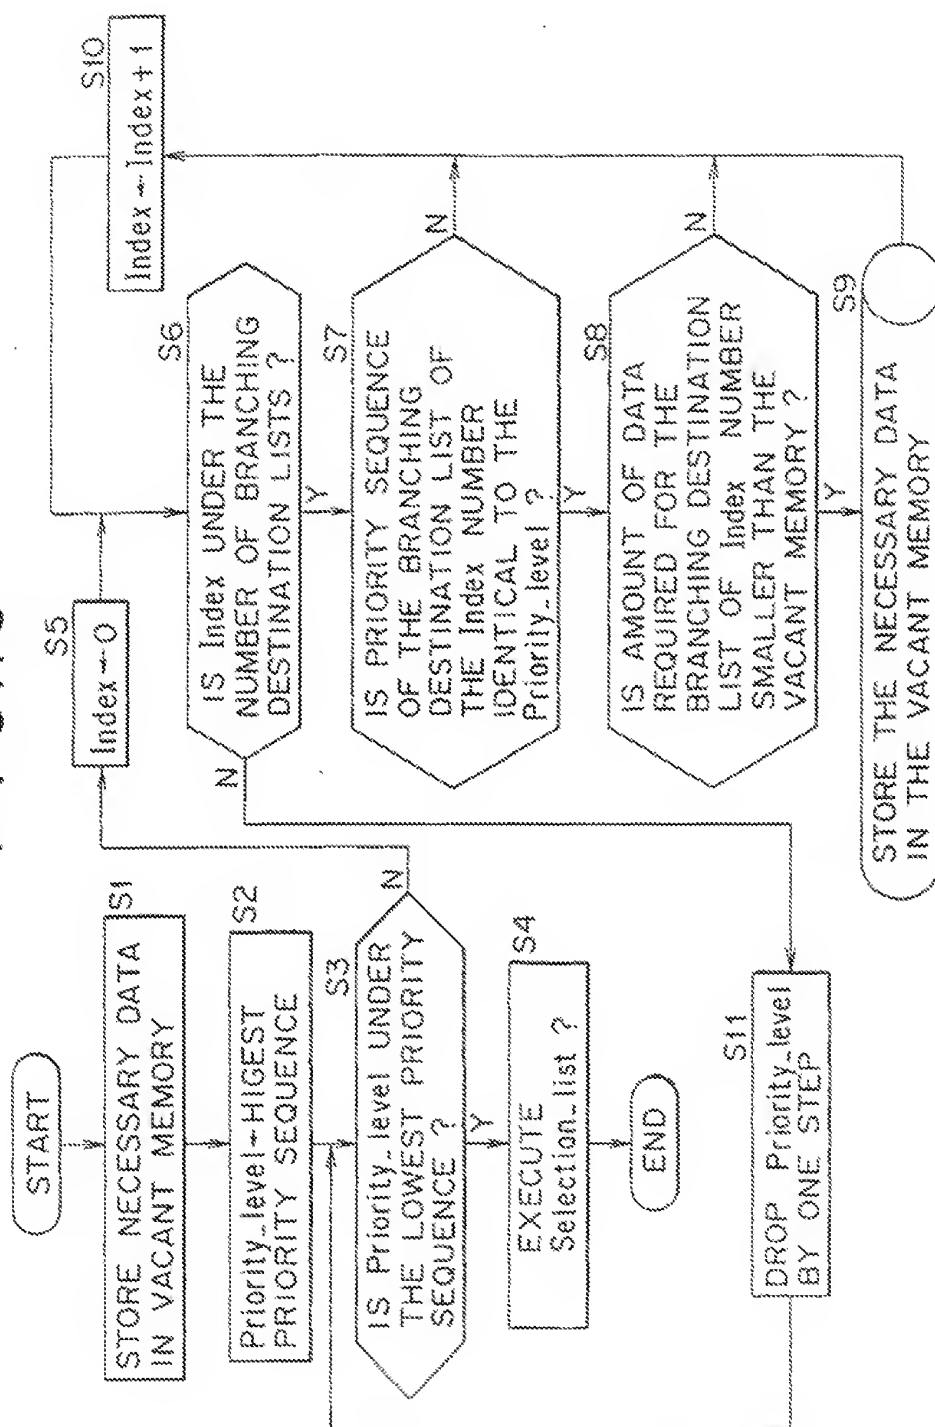 START
S1
STORE NECESSARY DATA
IN VACANT MEMORY
S2
Priority_level←HIGEST
PRIORITY SEQUENCE
S3
IS Priority_level UNDER
THE LOWEST PRIORITY
SEQUENCE ?
N
Y
S4
EXECUTE
Selection_list ?
END
S11
DROP Priority_level
BY ONE STEP
S5
Index←0
S6
IS Index UNDER THE
NUMBER OF BRANCHING
DESTINATION LISTS ?
N
Y
S7
IS PRIORITY SEQUENCE
OF THE BRANCHING
DESTINATION LIST OF
THE Index NUMBER
IDENTICAL TO THE
Priority_level ?
N
Y
S8
IS AMOUNT OF DATA
REQUIRED FOR THE
BRANCHING DESTINATION
LIST OF Index NUMBER
SMALLER THAN THE
VACANT MEMORY ?
N
Y
S9
STORE THE NECESSARY DATA
IN THE VACANT MEMORY
S10
Index←Index+1